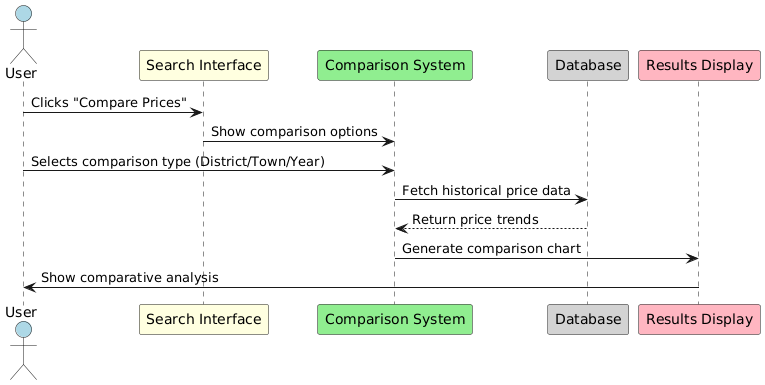 User
Search Interface
Comparison System
Database
Results Display
Clicks "Compare Prices"
Show comparison options
Selects comparison type (District/Town/Year)
Fetch historical price data
Return price trends
Generate comparison chart
Show comparative analysis
User
Search Interface
Comparison System
Database
Results Display